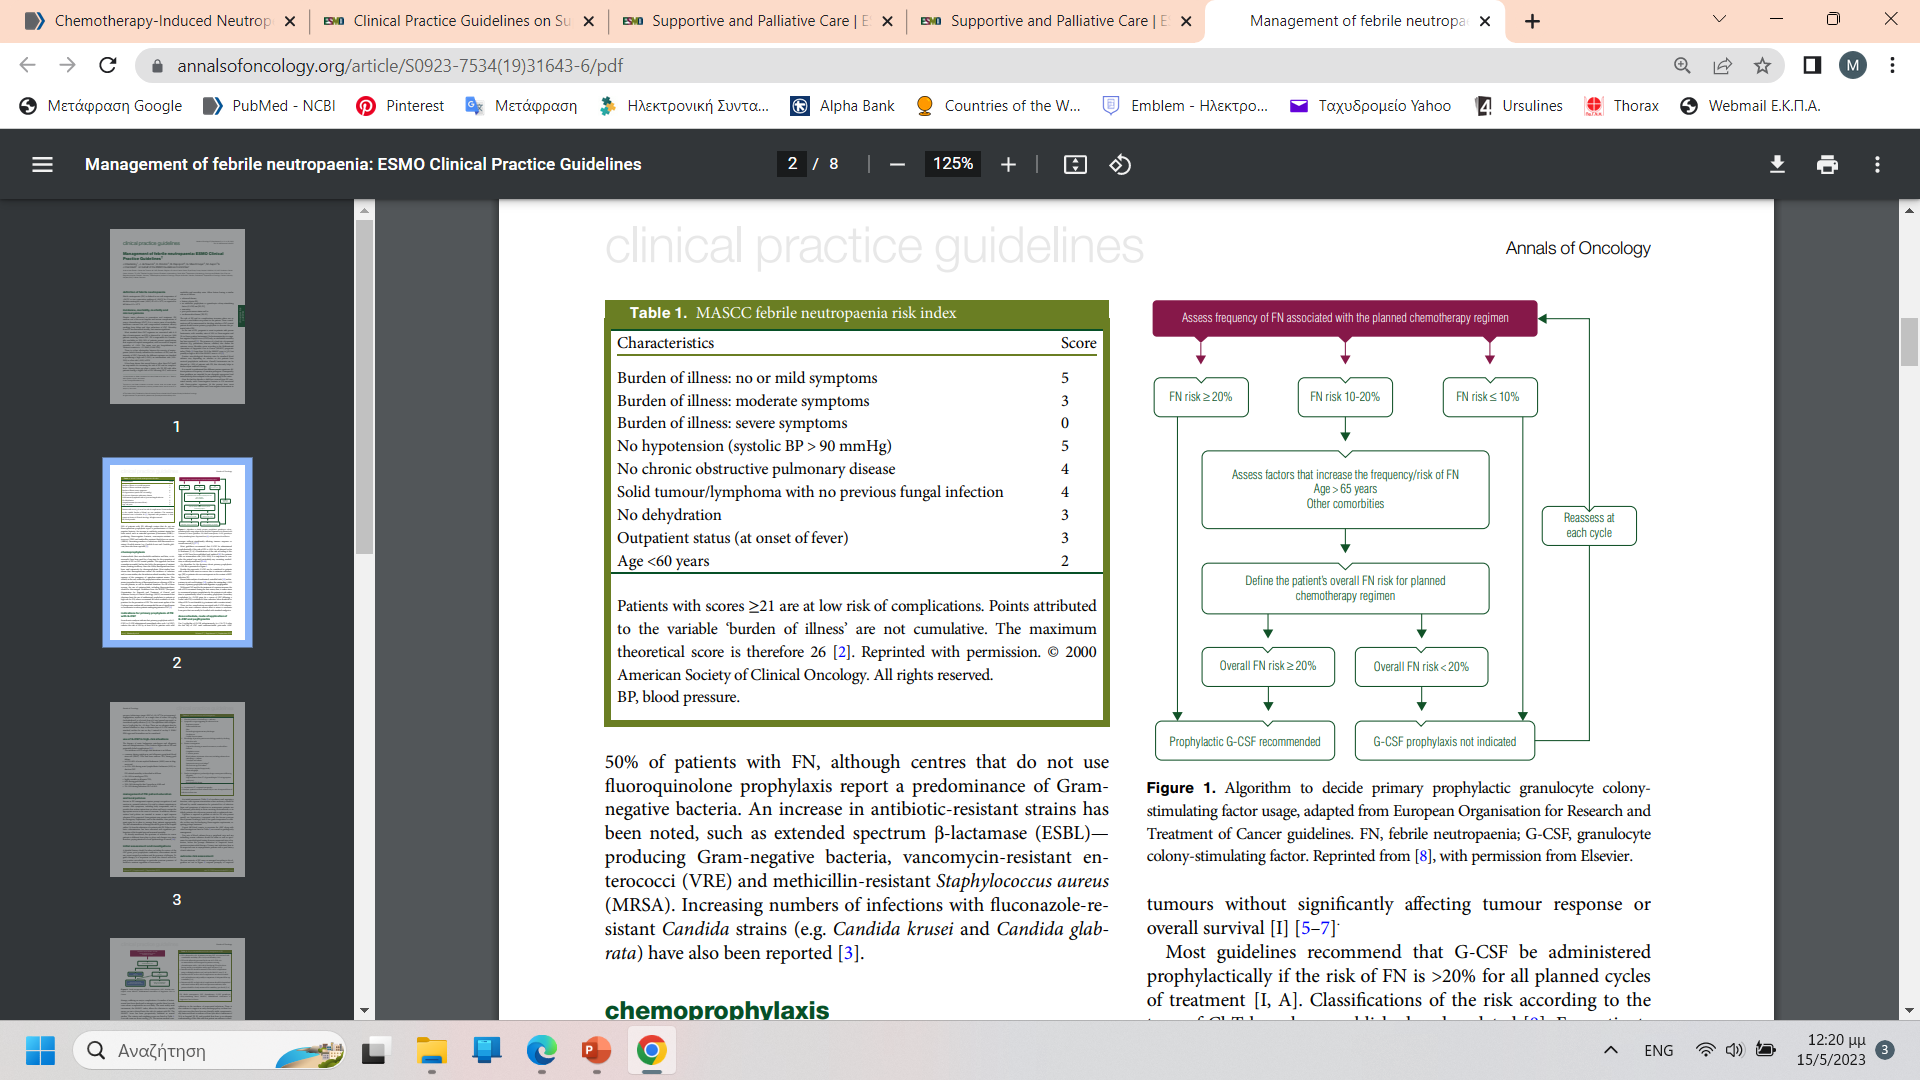 Chemotherapy-Induced Neutrop
Clinical Practice Guidelines on Su
Supportive and Palliative Care | E
Supportive and Palliative Care | E
Management of febrile neutropa
annalsofoncology.org/article/S0923-7534(19)31643-6/pdf
M
Μετάφραση Google
PubMed - NCBI
Pinterest
Μετάφραση
Ηλεκτρονική Συντα...
Alpha Bank
Countries of the W...
Emblem - Ηλεκτρο...
Ταχυδρομείο Yahoo
Ursulines
Thorax
Webmail Ε.Κ.Π.Α.
Management of febrile neutropaenia: ESMO Clinical Practice Guidelines
2 / 8
125%
1
2
3
clinical practice guidelines
Annals of Oncology
Table 1. MASCC febrile neutropaenia risk index
Characteristics Score
Burden of illness: no or mild symptoms 5
Burden of illness: moderate symptoms 3
Burden of illness: severe symptoms 0
No hypotension (systolic BP > 90 mmHg) 5
No chronic obstructive pulmonary disease 4
Solid tumour/lymphoma with no previous fungal infection 4
No dehydration 3
Outpatient status (at onset of fever) 3
Age <60 years 2
Patients with scores ≥21 are at low risk of complications. Points attributed
to the variable ‘burden of illness’ are not cumulative. The maximum
theoretical score is therefore 26 [2]. Reprinted with permission. © 2000
American Society of Clinical Oncology. All rights reserved.
BP, blood pressure.
50% of patients with FN, although centres that do not use
fluoroquinolone prophylaxis report a predominance of Gram-
negative bacteria. An increase in antibiotic-resistant strains has
been noted, such as extended spectrum β-lactamase (ESBL)—
producing Gram-negative bacteria, vancomycin-resistant en-
terococci (VRE) and methicillin-resistant Staphylococcus aureus
(MRSA). Increasing numbers of infections with fluconazole-re-
sistant Candida strains (e.g. Candida krusei and Candida glab-
rata) have also been reported [3].
chemoprophylaxis
Assess frequency of FN associated with the planned chemotherapy regimen
FN risk ≥ 20%
FN risk 10-20%
FN risk ≤ 10%
Assess factors that increase the frequency/risk of FN
Age > 65 years
Other comorbities
Reassess at
each cycle
Define the patient's overall FN risk for planned
chemotherapy regimen
Overall FN risk ≥ 20%
Overall FN risk < 20%
Prophylactic G-CSF recommended
G-CSF prophylaxis not indicated
Figure 1. Algorithm to decide primary prophylactic granulocyte colony-
stimulating factor usage, adapted from European Organisation for Research and
Treatment of Cancer guidelines. FN, febrile neutropaenia; G-CSF, granulocyte
colony-stimulating factor. Reprinted from [8], with permission from Elsevier.
tumours without significantly affecting tumour response or
overall survival [I] [5–7].
Most guidelines recommend that G-CSF be administered
prophylactically if the risk of FN is >20% for all planned cycles
of treatment [I, A]. Classifications of the risk according to the
Αναζήτηση
ENG
12:20 μμ
15/5/2023
3